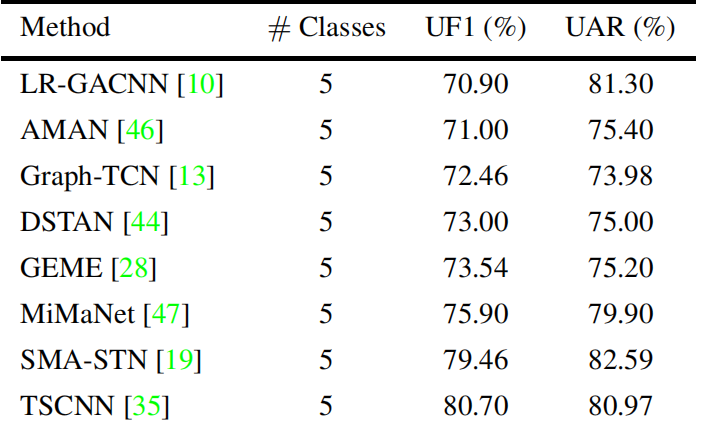 Method # Classes UF1 (%) UAR (%)
LR-GACNN [10] 5 70.90 81.30
AMAN [46] 5 71.00 75.40
Graph-TCN [13] 5 72.46 73.98
DSTAN [44] 5 73.00 75.00
GEME [28] 5 73.54 75.20
MiMaNet [47] 5 75.90 79.90
SMA-STN [19] 5 79.46 82.59
TSCNN [35] 5 80.70 80.97